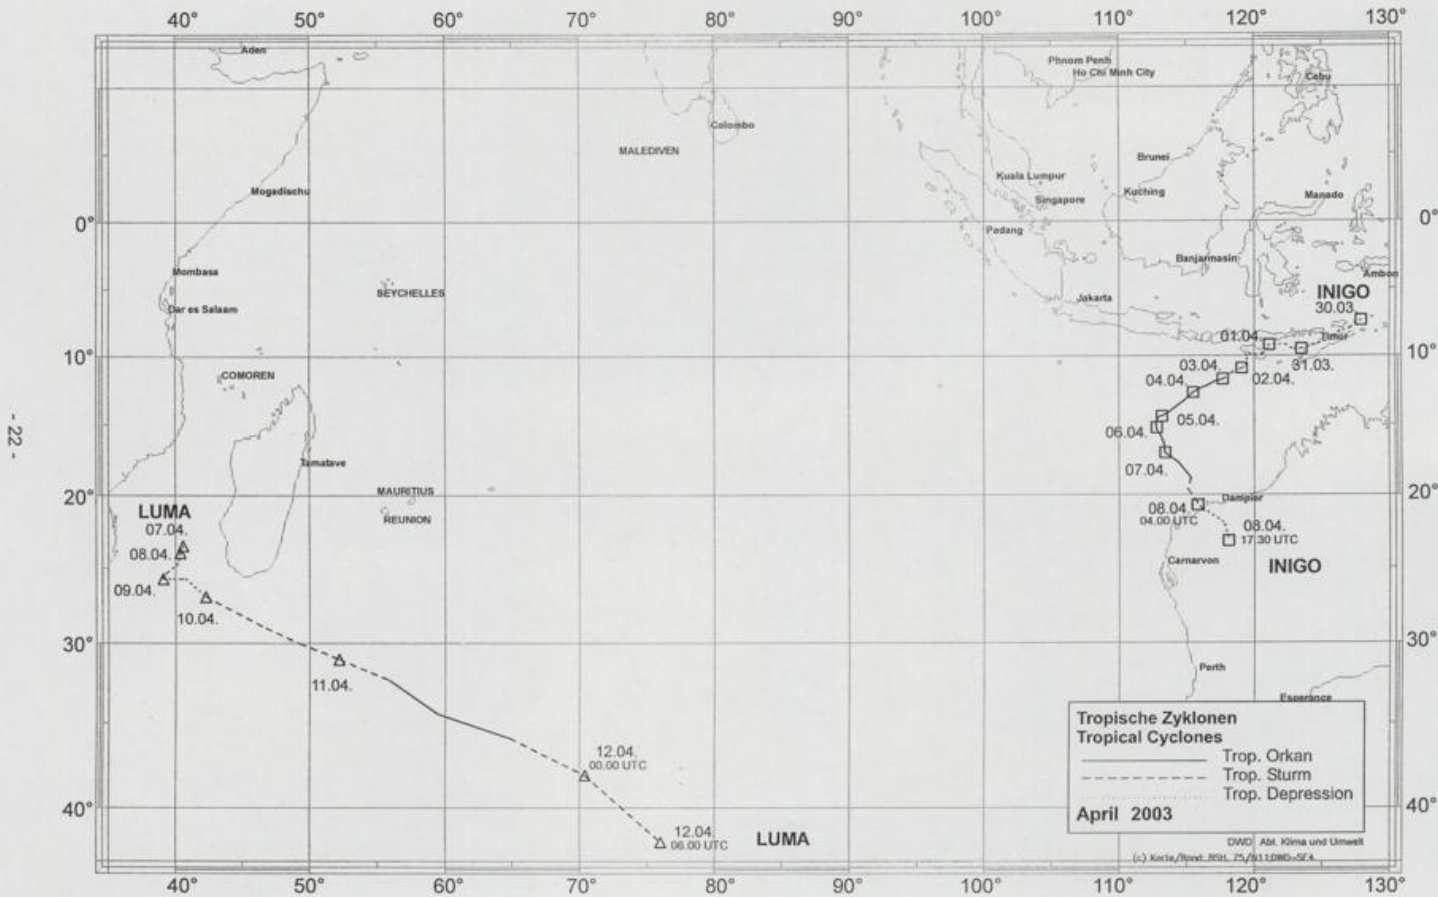 40° 50° 60° 70° 80° 90° 100° 110° 120° 130°
Aden
Phnom Penh
Ho Chi Minh City
Cebu
Colombo
MALEDIVEN
Brunei
Kuala Lumpur
Mogadischu
Kuching
Manado
Singapore
0°
0°
Padang
Banjarmasin
Mombasa
Ambon
SEYCHELLES
Jakarta
INIGO
30.03.
Dar es Salaam
01.04.
Timor
10°
10°
03.04.
31.03.
COMOREN
04.04.
02.04.
05.04.
06.04.
- 22 -
Tamatave
07.04.
MAURITIUS
20°
20°
Dampier
LUMA
REUNION
08.04.
04.00 UTC
07.04.
08.04.
17.30 UTC
08.04.
Carnarvon
INIGO
09.04.
10.04.
30°
30°
Perth
11.04.
Esperance
Tropische Zyklonen
Tropical Cyclones
Trop. Orkan
Trop. Sturm
Trop. Depression
April 2003
12.04.
00.00 UTC
40°
40°
12.04.
06.00 UTC
LUMA
DWD Abt. Klima und Umwelt
40° 50° 60° 70° 80° 90° 100° 110° 120° 130°